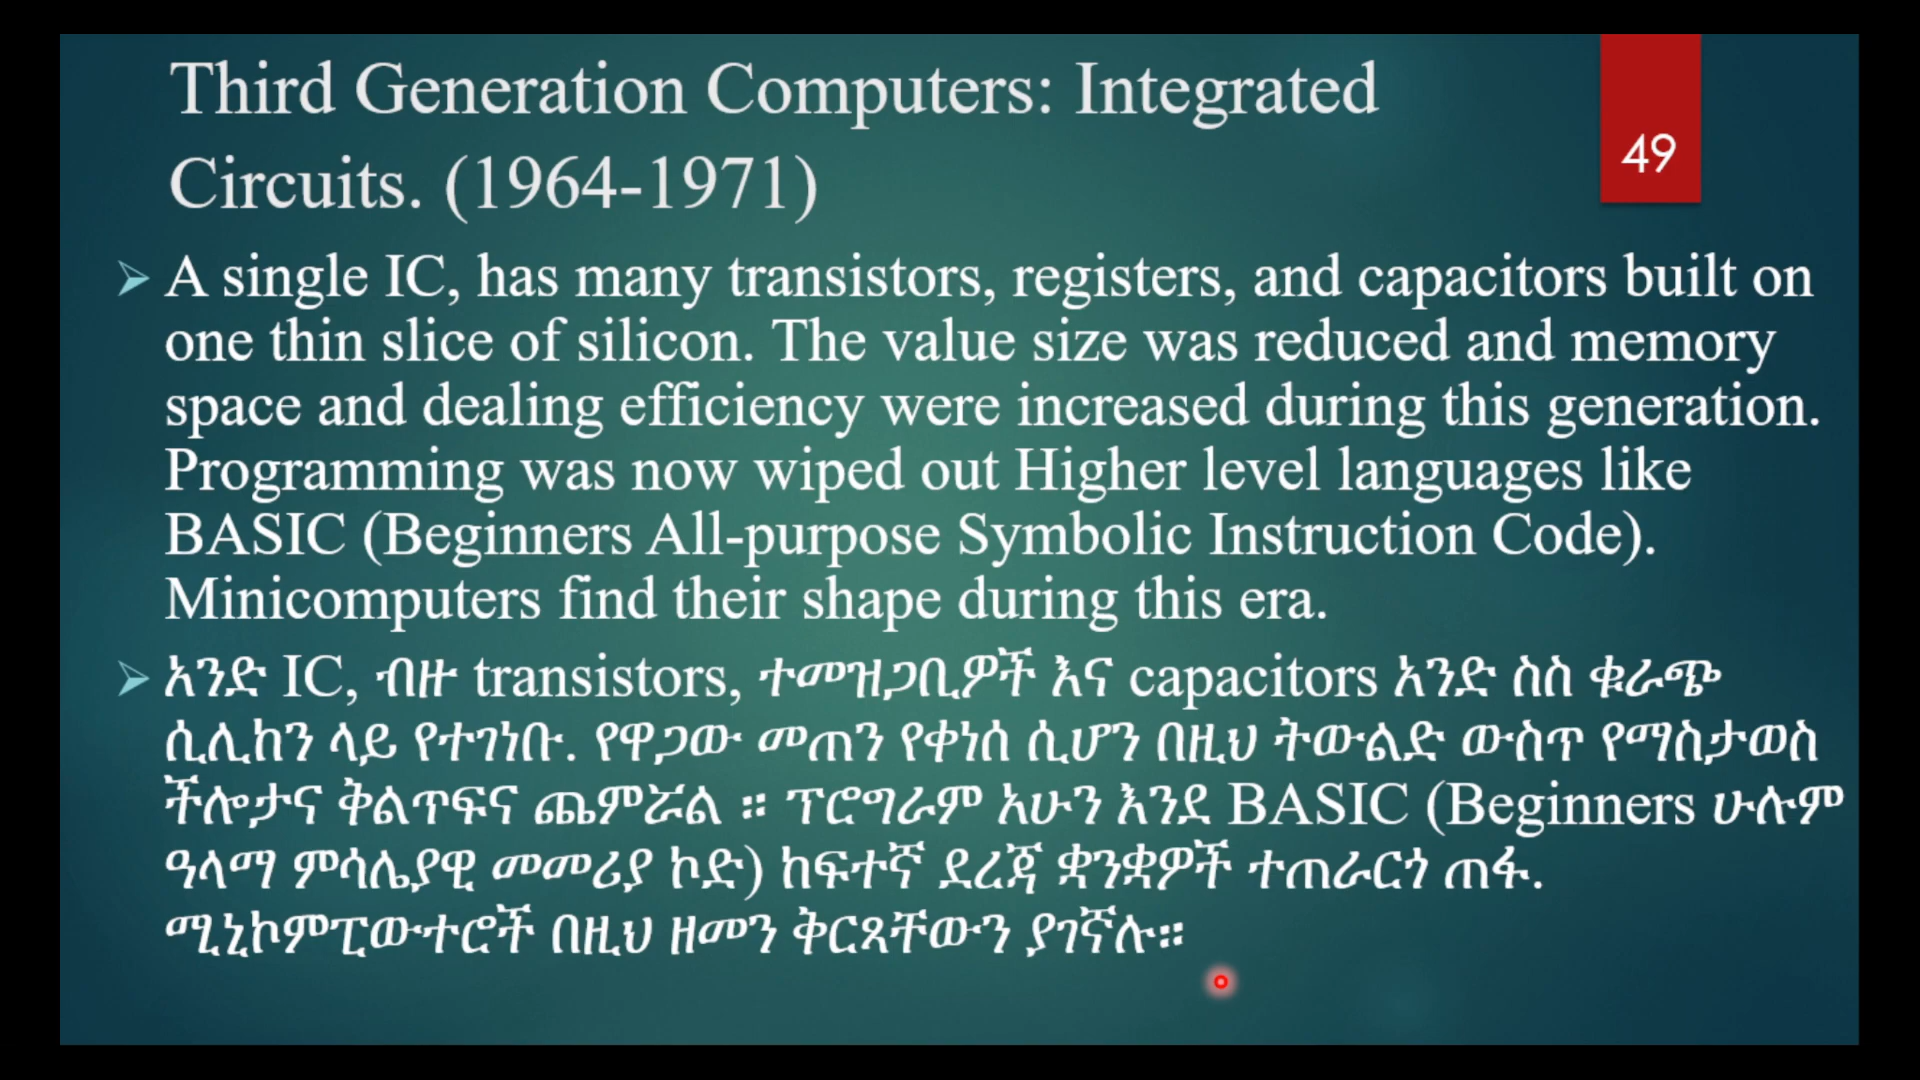 Third Generation Computers: Integrated
Circuits. (1964-1971)
49
A single IC, has many transistors, registers, and capacitors built on
one thin slice of silicon. The value size was reduced and memory
space and dealing efficiency were increased during this generation.
Programming was now wiped out Higher level languages like
BASIC (Beginners All-purpose Symbolic Instruction Code).
Minicomputers find their shape during this era.
አንድ IC, ብዙ transistors, ተመዝጋቢዎች እና capacitors አንድ ስስ ቁራጭ
ሲሊከን ላይ የተገነቡ. የዋጋው መጠን የቀነሰ ሲሆን በዚህ ትውልድ ውስጥ የማስታወስ
ችሎታና ቅልጥፍና ጨምሯል ። ፕሮግራም አሁን እንደ BASIC (Beginners ሁሉም
ዓላማ ምሳሌያዊ መመሪያ ኮድ) ከፍተኛ ደረጃ ቋንቋዎች ተጠራርጎ ጠፋ.
ሚኒኮምፒውተሮች በዚህ ዘመን ቅርጻቸውን ያገኛሉ።